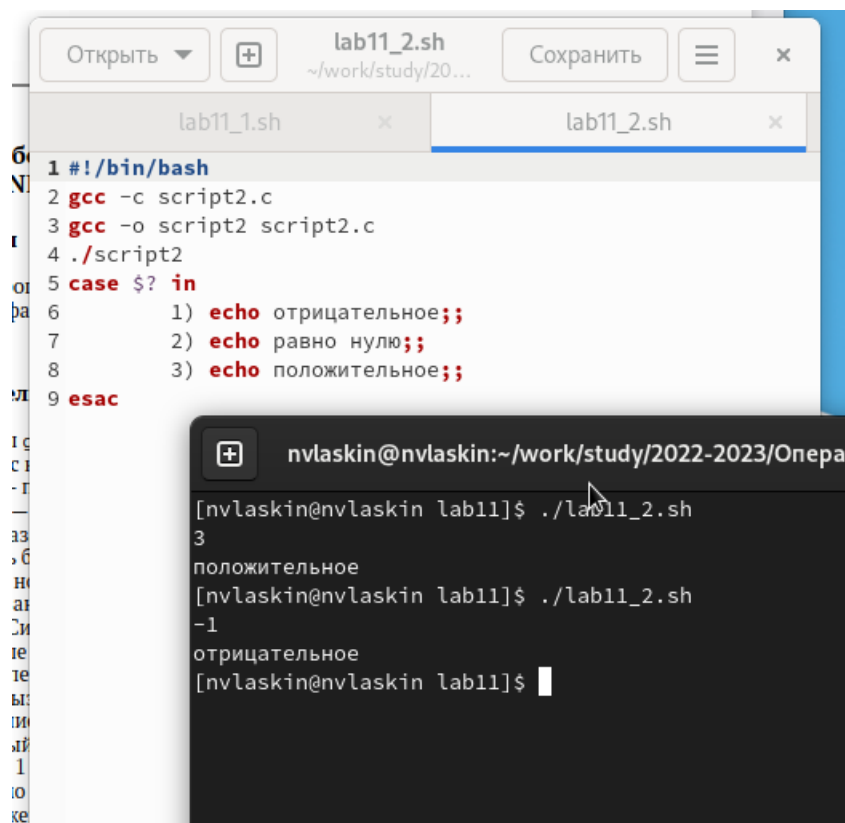 Открыть
lab11_2.sh
~/work/study/20...
Сохранить
lab11_1.sh
lab11_2.sh
1 #!/bin/bash
2 gcc -c script2.c
3 gcc -o script2 script2.c
4 ./script2
5 case $? in
6 1) echo отрицательное;;
7 2) echo равно нулю;;
8 3) echo положительное;;
9 esac
nvlaskin@nvlaskin:~/work/study/2022-2023/Опера
[nvlaskin@nvlaskin lab11]$ ./lab11_2.sh
3
положительное
[nvlaskin@nvlaskin lab11]$ ./lab11_2.sh
-1
отрицательное
[nvlaskin@nvlaskin lab11]$